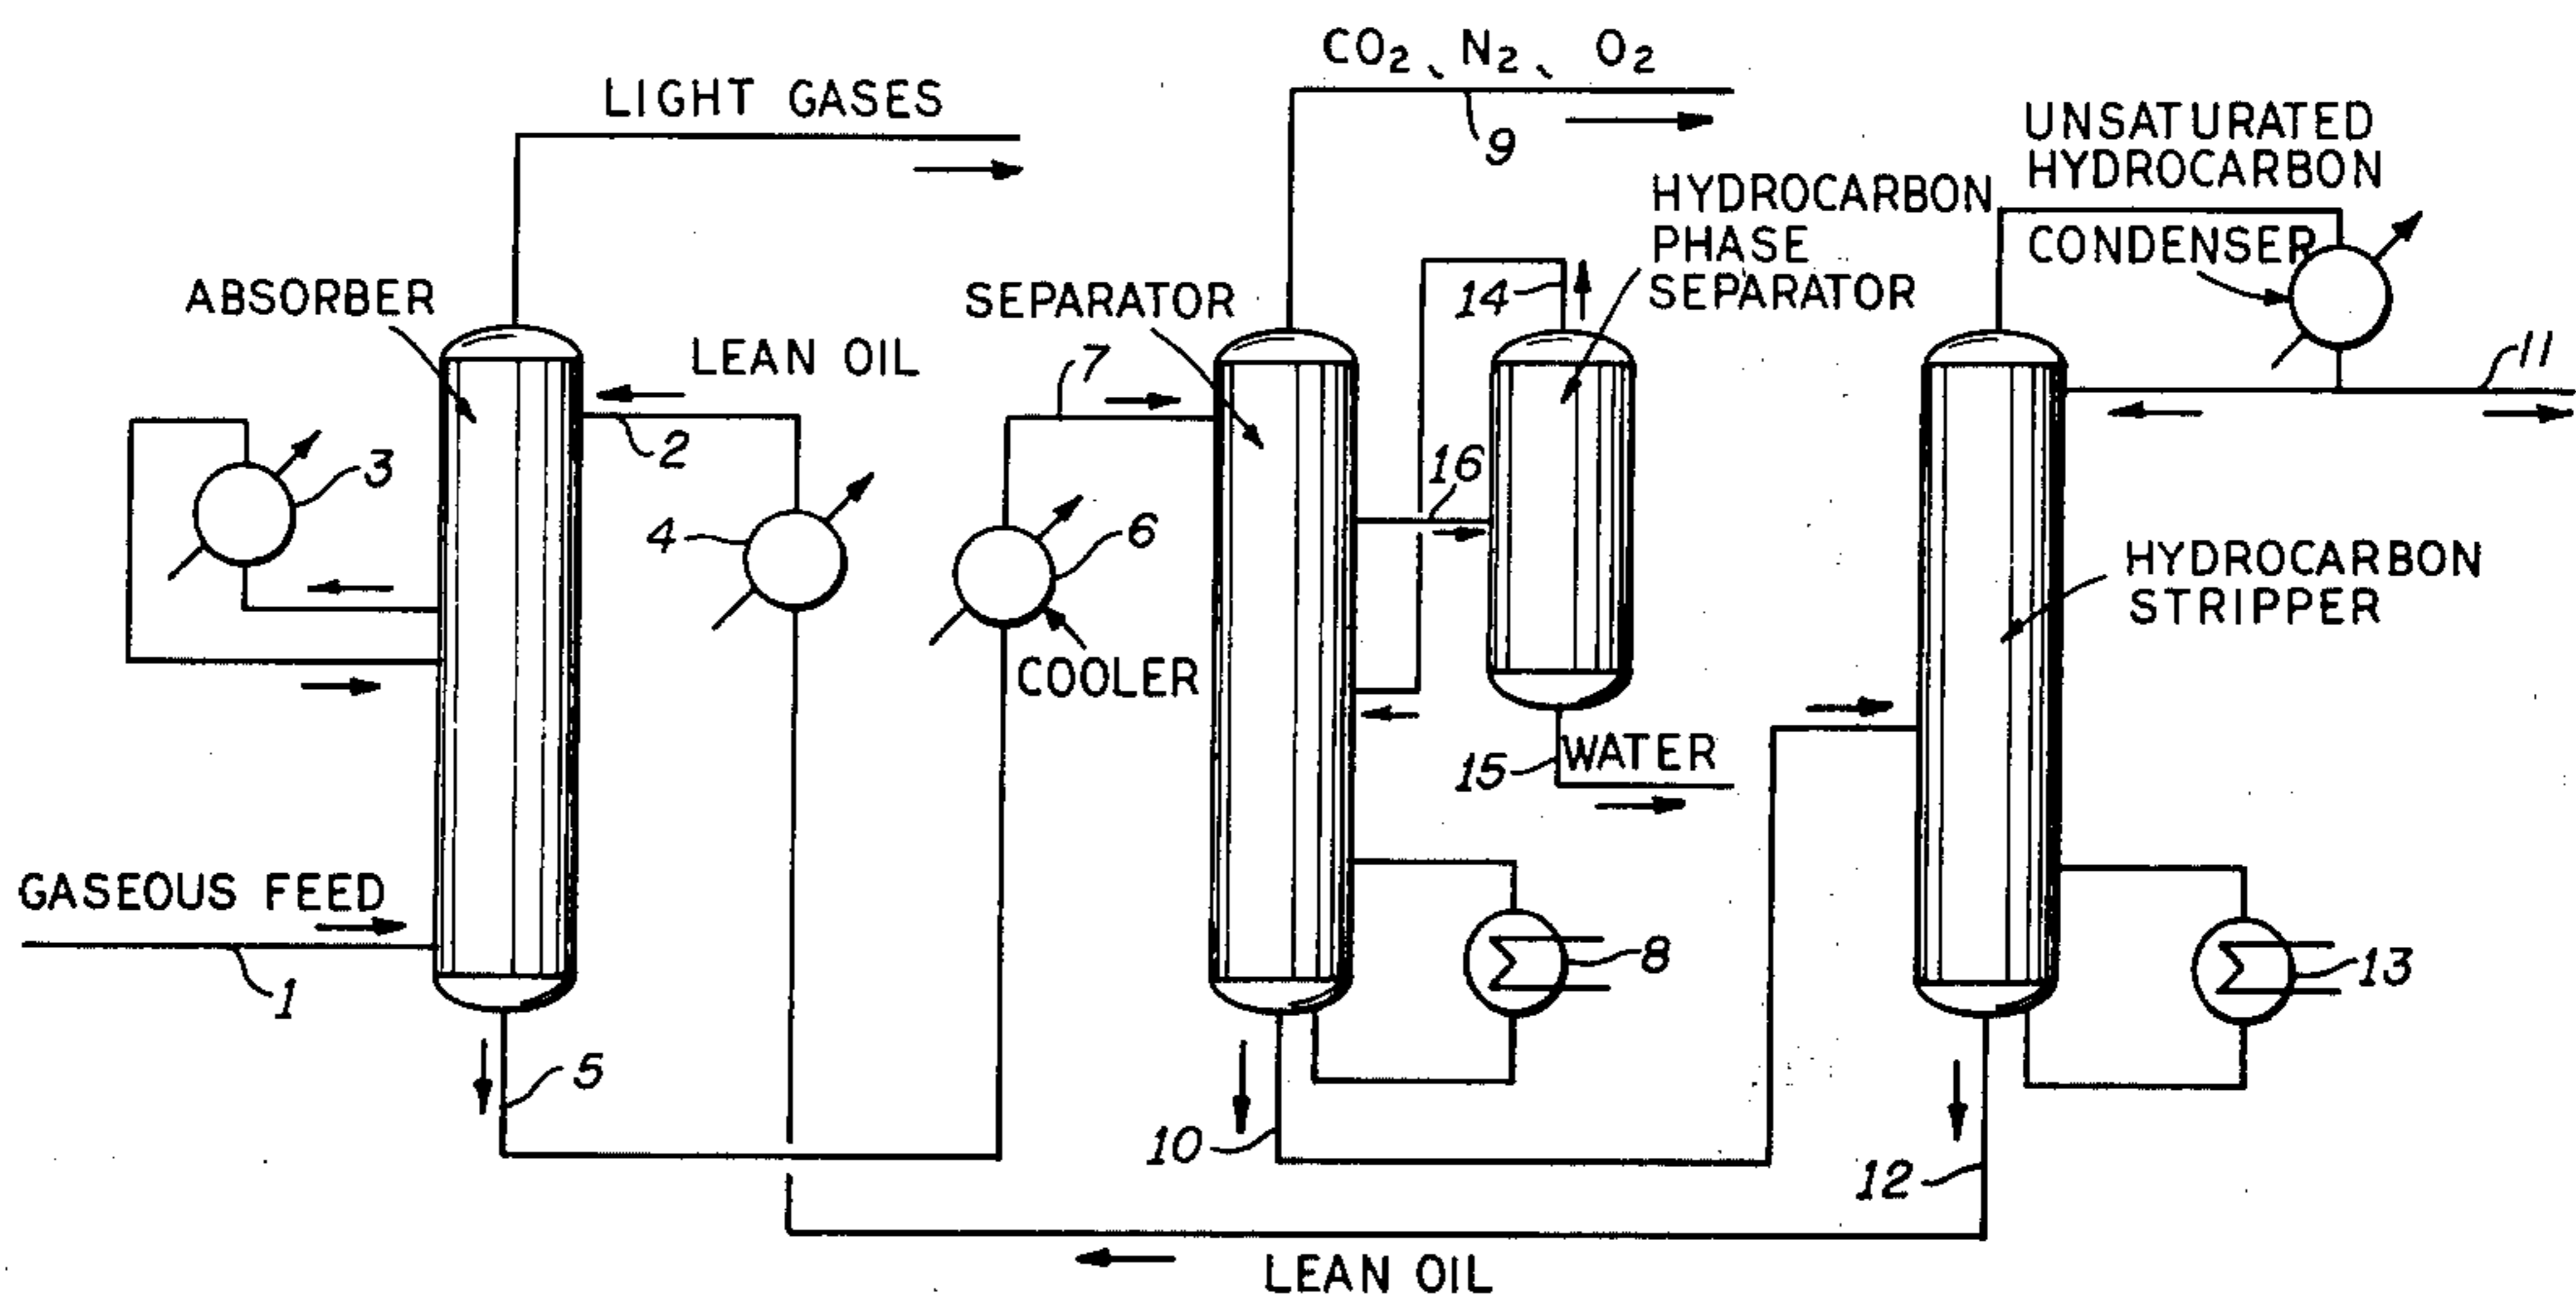 CO₂、N₂、O₂
LIGHT GASES
9
UNSATURATED
HYDROCARBON
CONDENSER
HYDROCARBON
PHASE
SEPARATOR
14
ABSORBER
SEPARATOR
LEAN OIL
7
11
2
3
16
4
6
COOLER
HYDROCARBON
STRIPPER
15
WATER
GASEOUS FEED
1
8
13
5
10
12
LEAN OIL